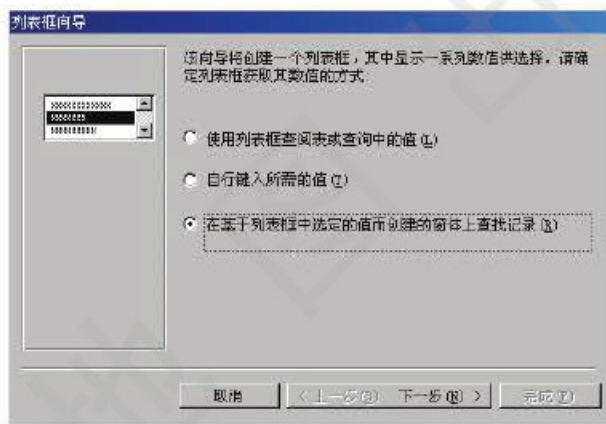 列表框向导
该向导将创建一个列表框，其中显示一系列数值供选择。请确
定列表框获取其数值的方式:
xxxxxxxxxxxx
xxxxxxx
xxxxxxxxx
使用列表框查阅表或查询中的值(L)
自行键入所需的值(T)
在基于列表框中选定的值而创建的窗体上查找记录(R)
取消 <上一步(B) 下一步(N) > 完成(F)